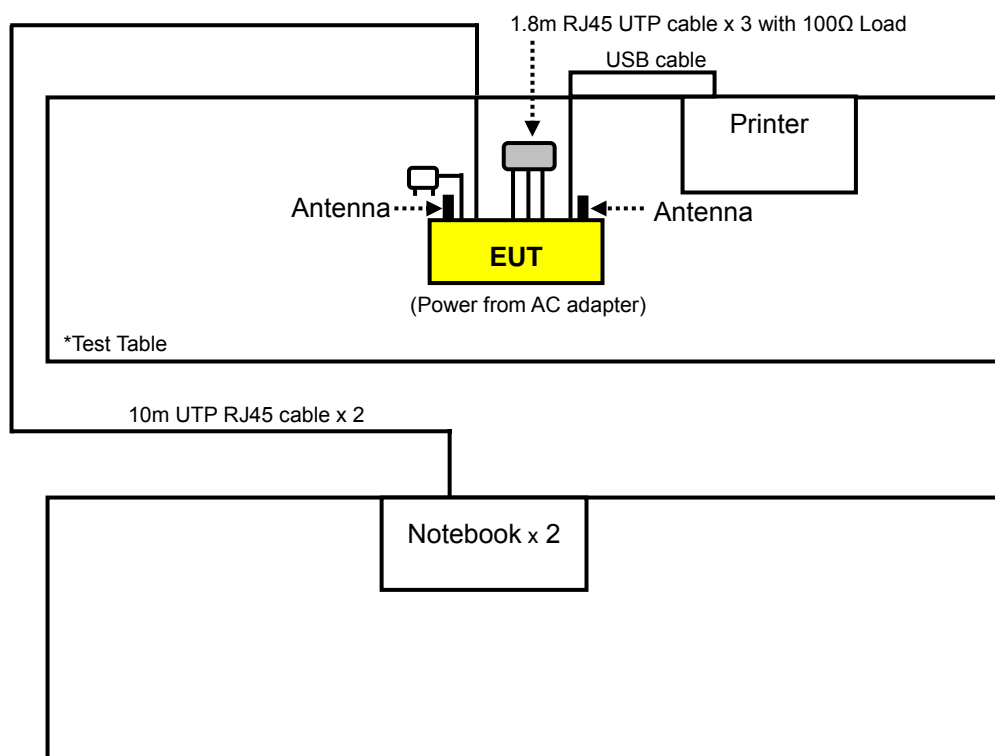 1.8m RJ45 UTP cable x 3 with 100Ω Load
USB cable
Printer
Antenna
Antenna
EUT
(Power from AC adapter)
*Test Table
10m UTP RJ45 cable x 2
Notebook x 2